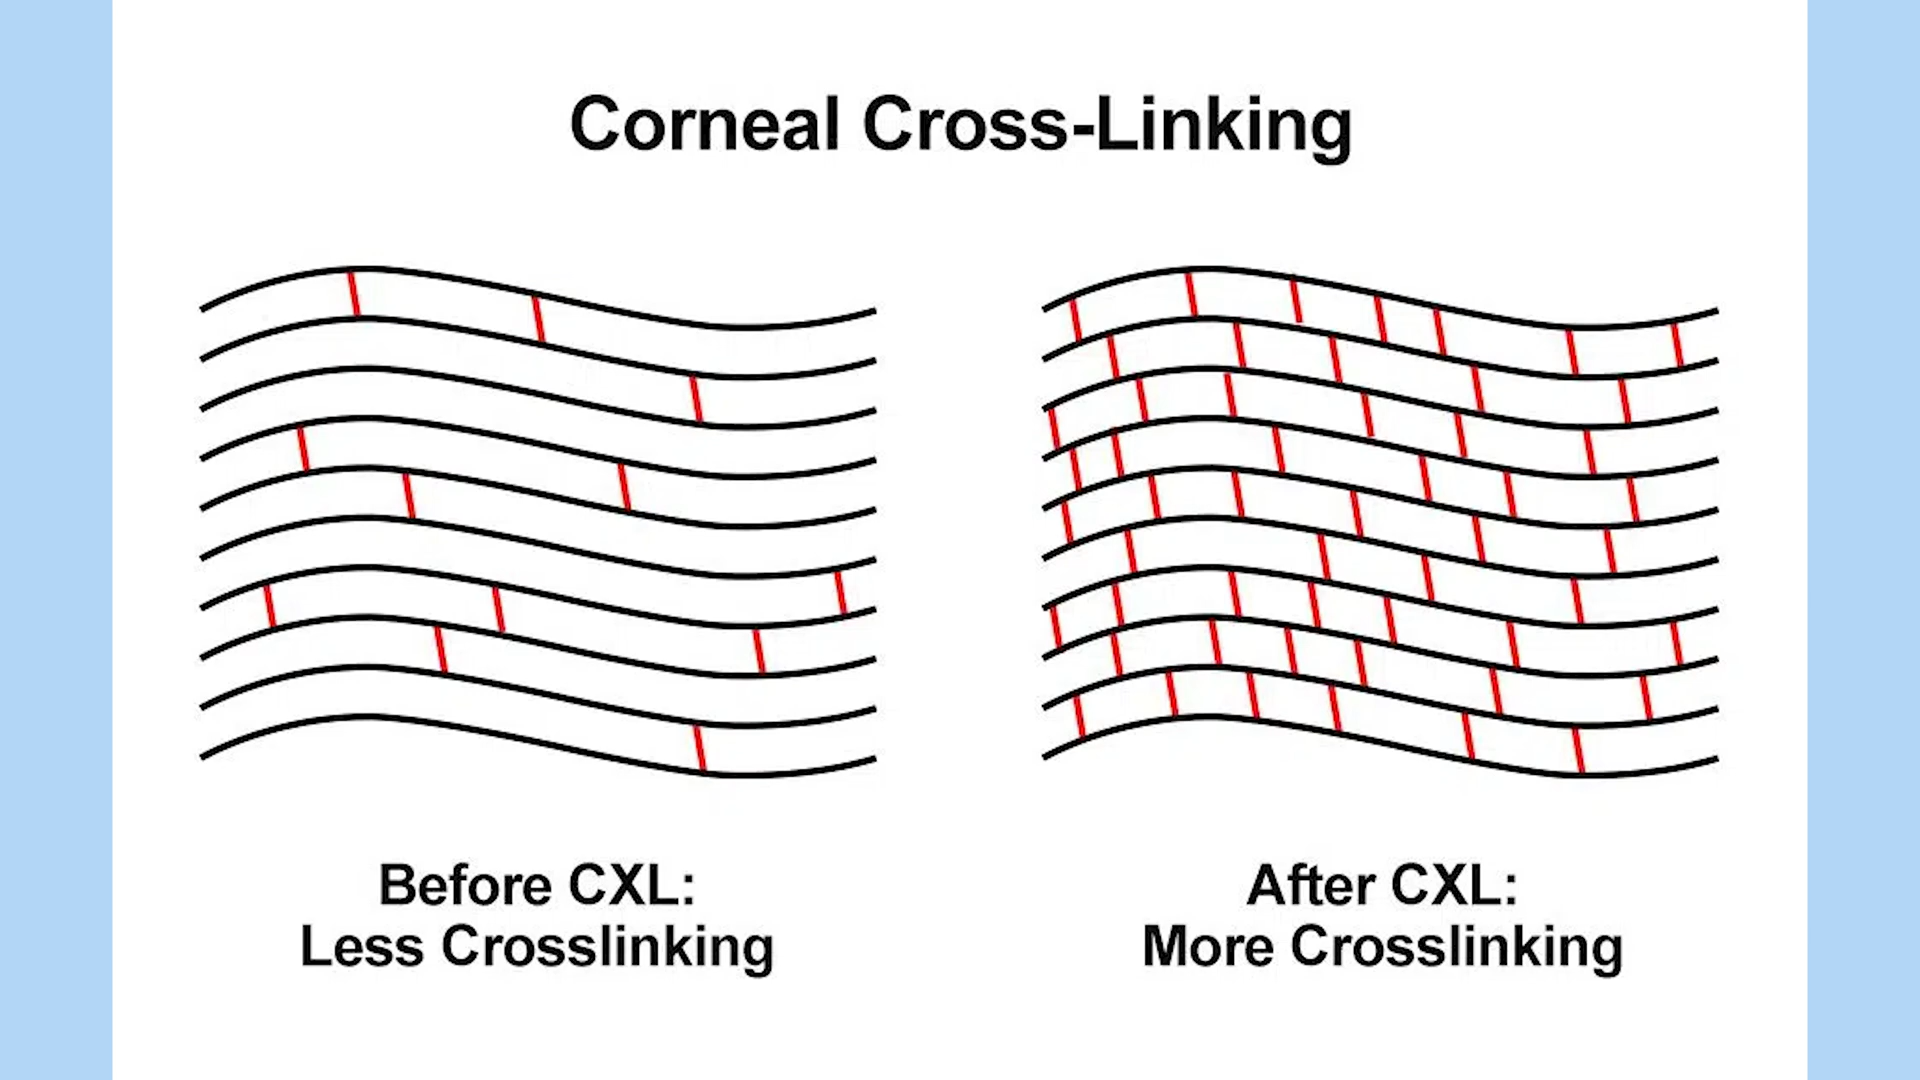 Corneal Cross-Linking
Before CXL:
Less Crosslinking
After CXL:
More Crosslinking